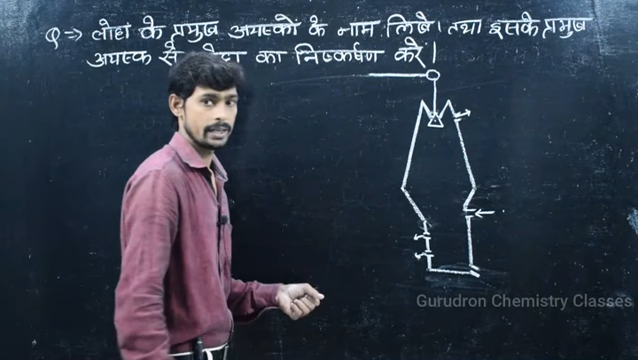 Q ⇒ लोहा के प्रमुख अयस्को के नाम लिखे। तथा इसके प्रमुख
अयस्क से का निष्कर्षण करे।
Gurudron Chemistry Classes